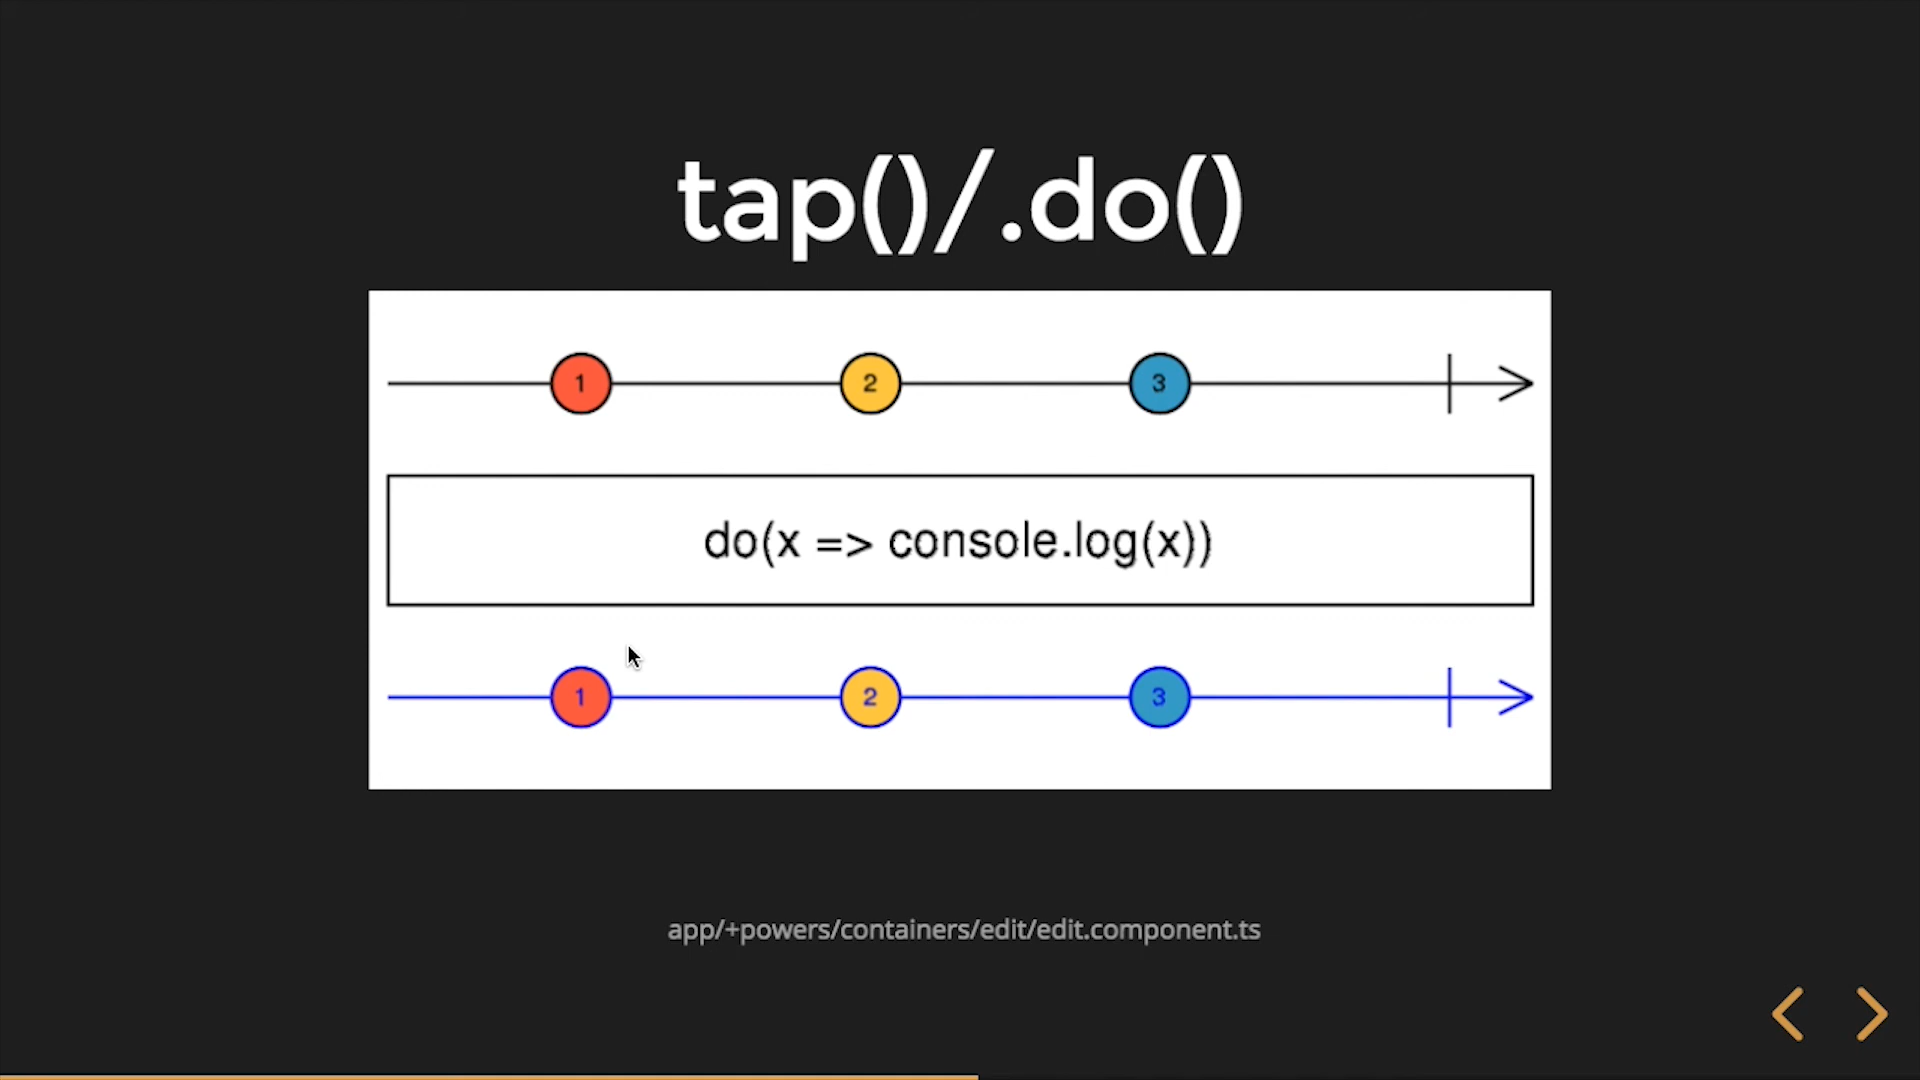 tap()/.do()
1 2 3
do(x => console.log(x))
1 2 3
app/+powers/containers/edit/edit.component.ts